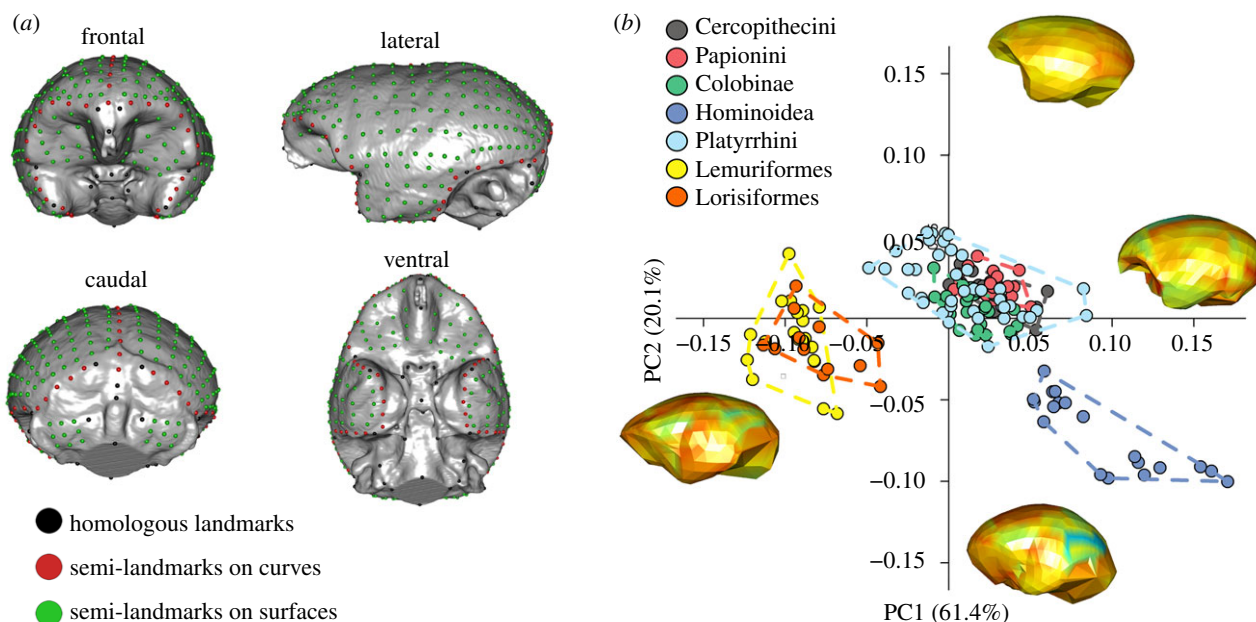 (a)
frontal
lateral
caudal
ventral
homologous landmarks
semi-landmarks on curves
semi-landmarks on surfaces
(b)
Cercopithecini
Papionini
Colobinae
Hominoidea
Platyrrhini
Lemuriformes
Lorisiformes
0.15
0.10
0.05
−0.15
−0.10
−0.05
0.05
0.10
0.15
−0.05
−0.10
−0.15
PC2 (20.1%)
PC1 (61.4%)